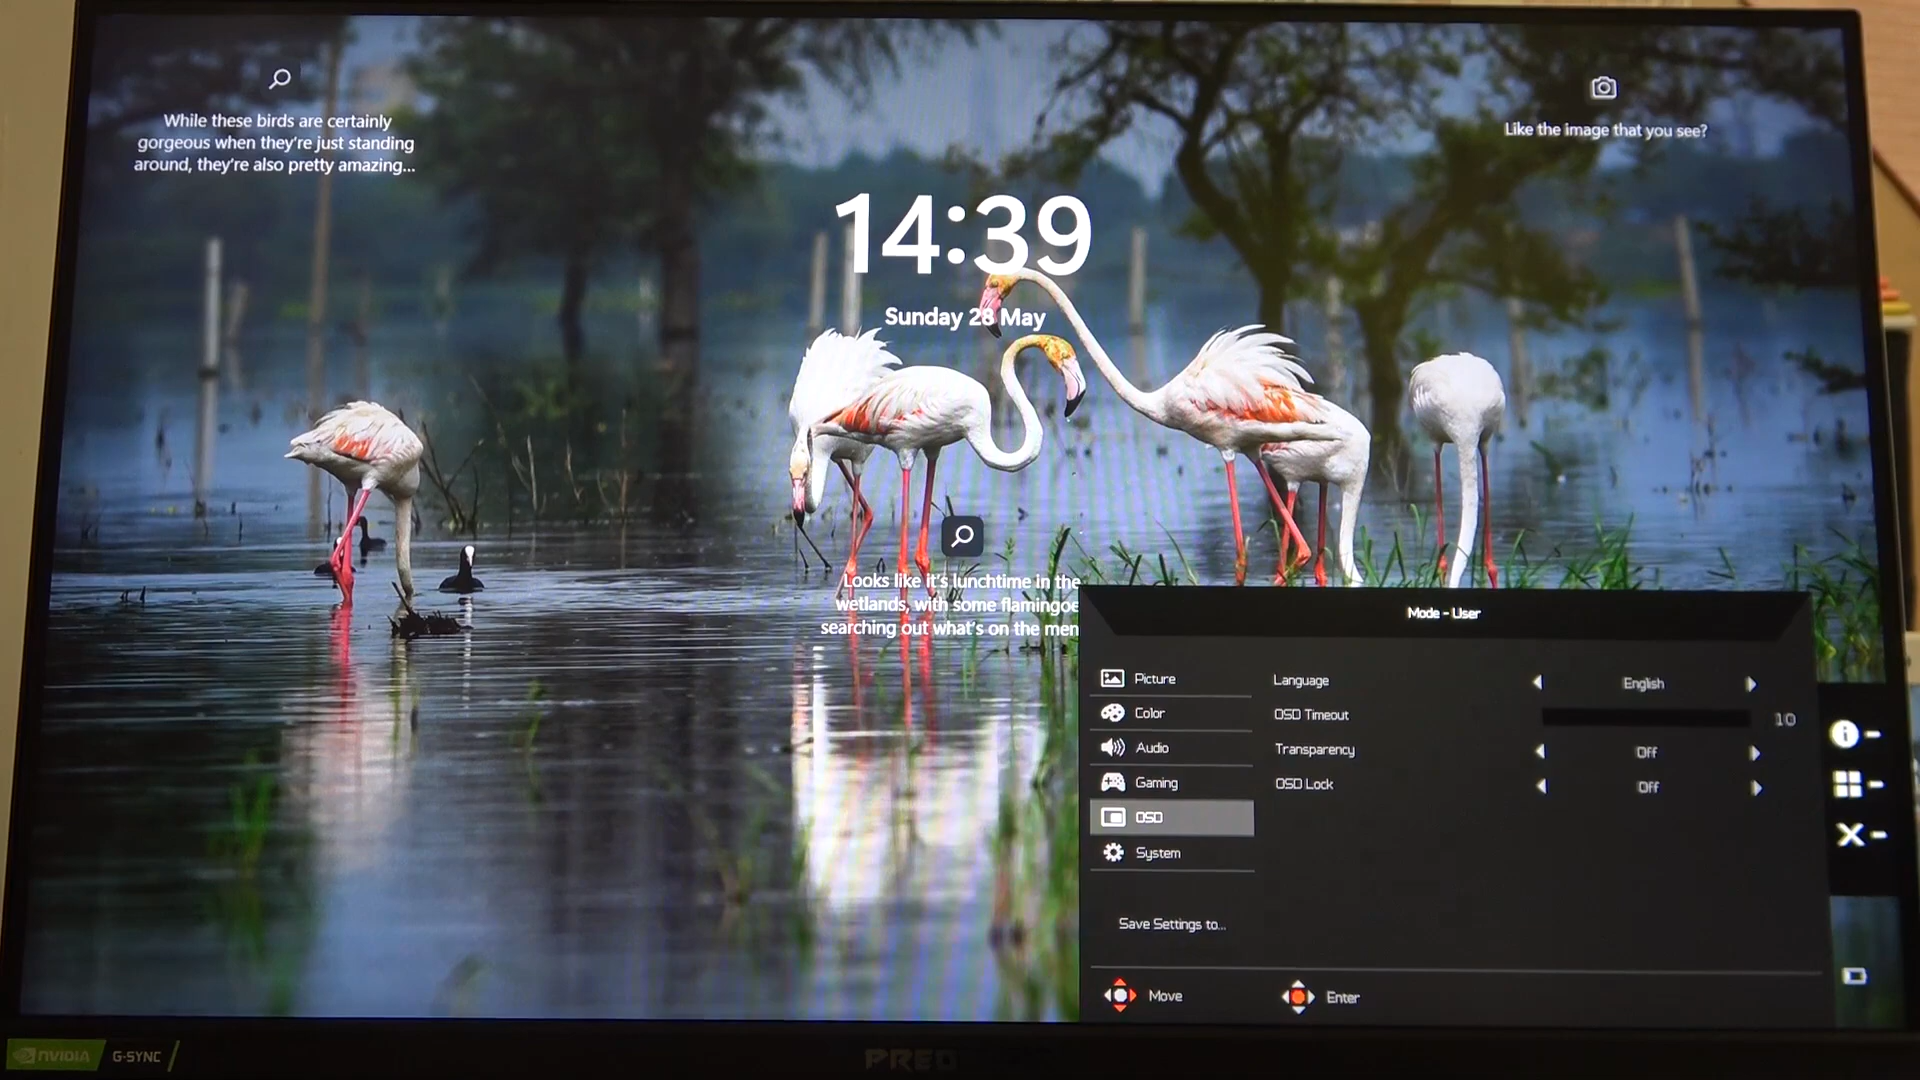 While these birds are certainly
gorgeous when they're just standing
around, they're also pretty amazing...
Like the image that you see?
14:39
Sunday 28 May
Looks like it's lunchtime in the
wetlands, with some flamingoe
searching out what's on the men
Mode - User
Picture
Color
Audio
Gaming
OSD
System
Language
English
OSD Timeout
10
Transparency
Off
OSD Lock
Off
Save Settings to...
Move
Enter
NVIDIA
G-SYNC
PRED